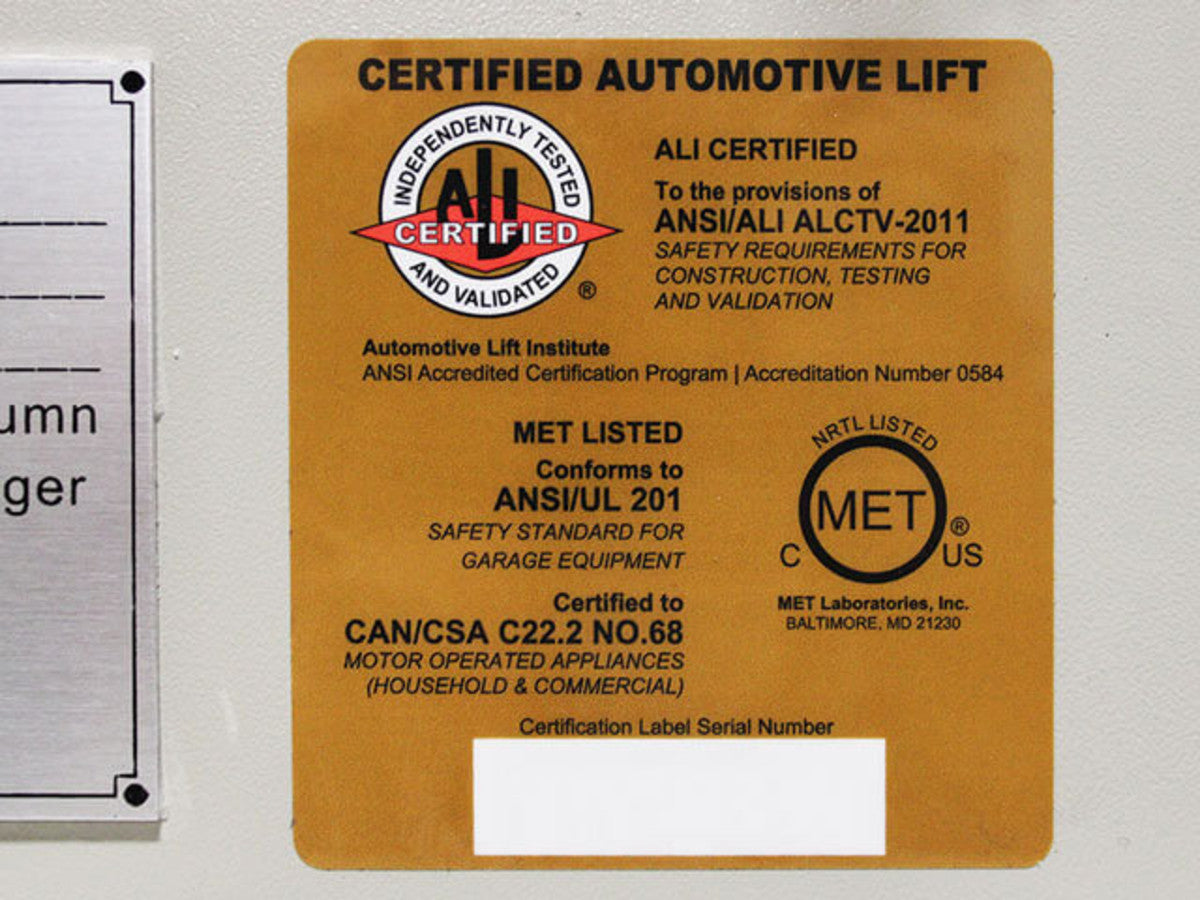 umn
ger
CERTIFIED AUTOMOTIVE LIFT
INDEPENDENTLY TESTED
ALI
CERTIFIED
AND VALIDATED
®
ALI CERTIFIED
To the provisions of
ANSI/ALI ALCTV-2011
SAFETY REQUIREMENTS FOR
CONSTRUCTION, TESTING
AND VALIDATION
Automotive Lift Institute
ANSI Accredited Certification Program | Accreditation Number 0584
MET LISTED
Conforms to
ANSI/UL 201
SAFETY STANDARD FOR
GARAGE EQUIPMENT
Certified to
CAN/CSA C22.2 NO.68
MOTOR OPERATED APPLIANCES
(HOUSEHOLD & COMMERCIAL)
NRTL LISTED
MET
®
C US
MET Laboratories, Inc.
BALTIMORE, MD 21230
Certification Label Serial Number